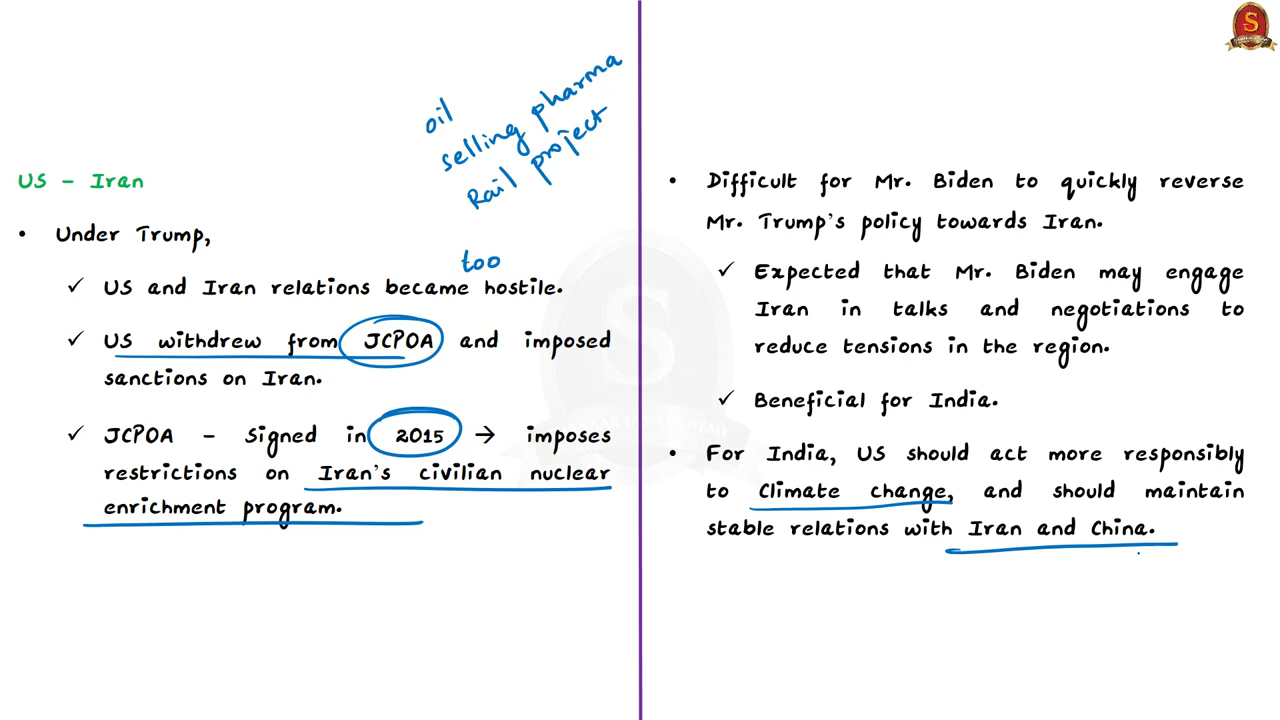 oil
selling pharma
Rail project
US - Iran
• Under Trump,
too
✓ US and Iran relations became hostile.
✓ US withdrew from JCPOA and imposed
sanctions on Iran.
✓ JCPOA - Signed in 2015 → imposes
restrictions on Iran's civilian nuclear
enrichment program.
• Difficult for Mr. Biden to quickly reverse
Mr. Trump's policy towards Iran.
✓ Expected that Mr. Biden may engage
Iran in talks and negotiations to
reduce tensions in the region.
✓ Beneficial for India.
• For India, US should act more responsibly
to Climate change, and should maintain
stable relations with Iran and China.
S